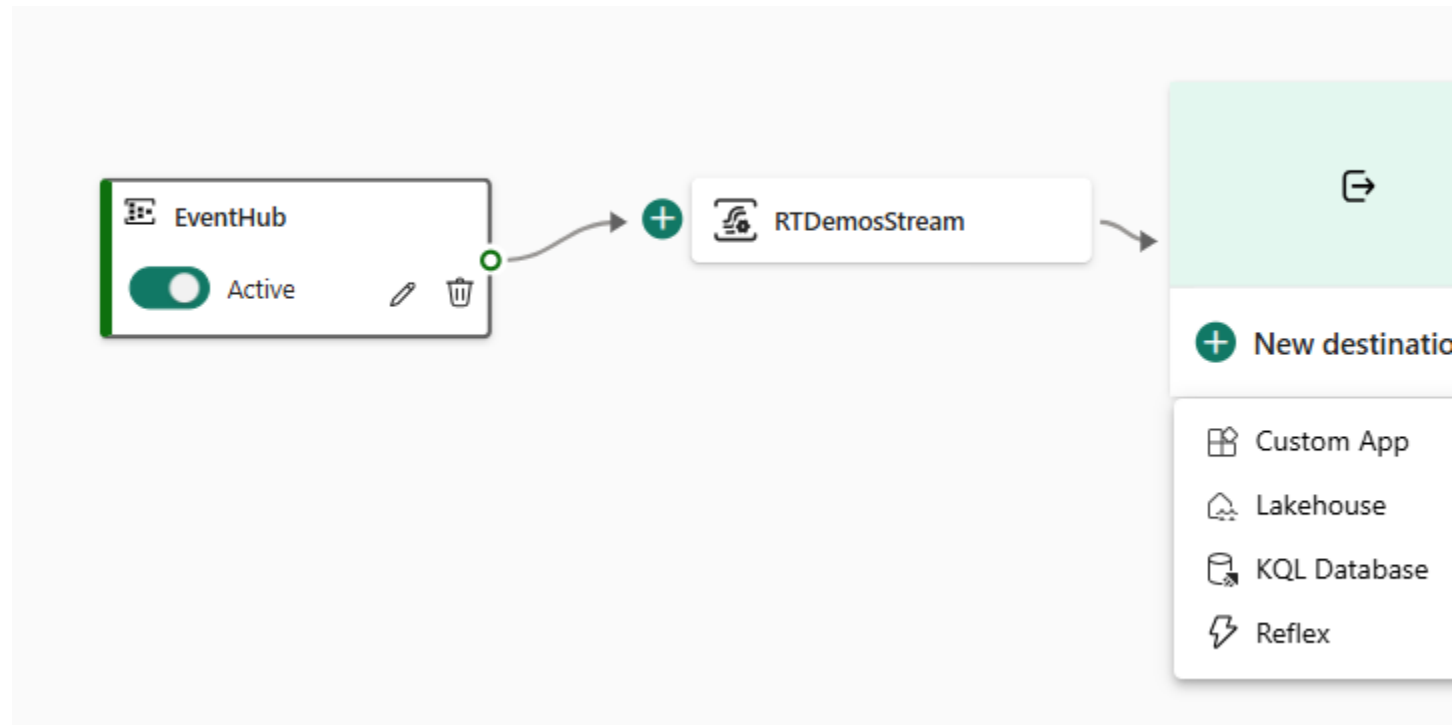 EventHub
Active
RTDemosStream
New destinatio
Custom App
Lakehouse
KQL Database
Reflex